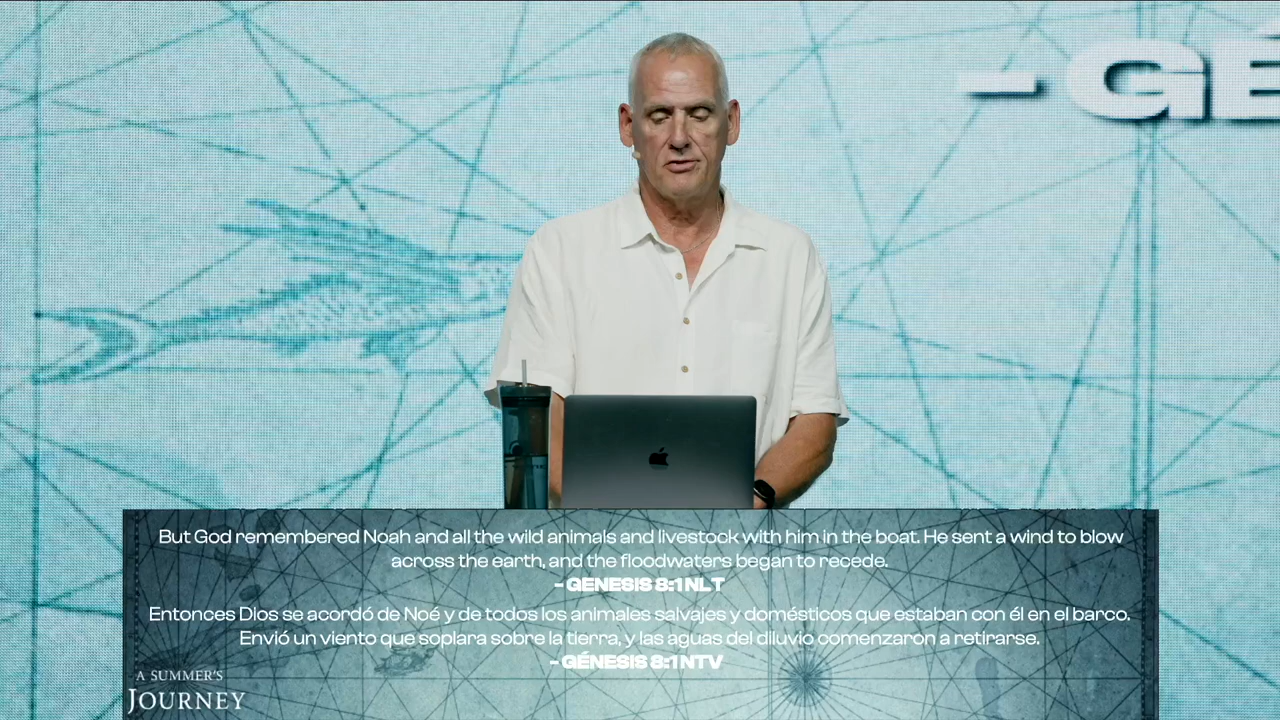 - GÉ
But God remembered Noah and all the wild animals and livestock with him in the boat. He sent a wind to blow
across the earth, and the floodwaters began to recede.
- GENESIS 8:1 NLT
Entonces Dios se acordó de Noé y de todos los animales salvajes y domésticos que estaban con él en el barco.
Envió un viento que soplara sobre la tierra, y las aguas del diluvio comenzaron a retirarse.
- GÉNESIS 8:1 NTV
A SUMMER'S
JOURNEY